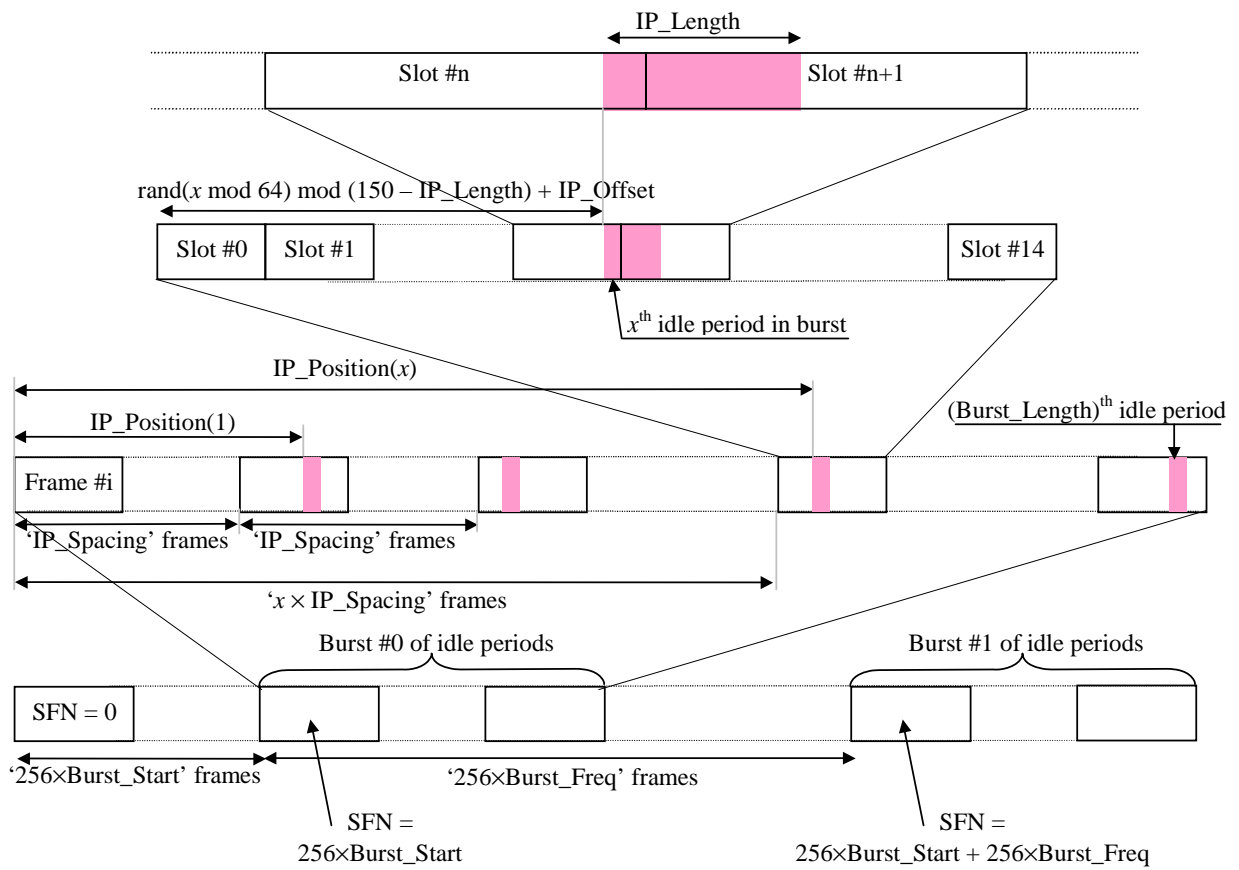 IP_Length
Slot #n
Slot #n+1
rand(x mod 64) mod (150 – IP_Length) + IP_Offset
Slot #0
Slot #1
Slot #14
xth idle period in burst
IP_Position(x)
IP_Position(1)
(Burst_Length)th idle period
Frame #i
‘IP_Spacing’ frames
‘IP_Spacing’ frames
‘x × IP_Spacing’ frames
Burst #0 of idle periods
Burst #1 of idle periods
SFN = 0
‘256×Burst_Start’ frames
‘256×Burst_Freq’ frames
SFN =
256×Burst_Start
SFN =
256×Burst_Start + 256×Burst_Freq